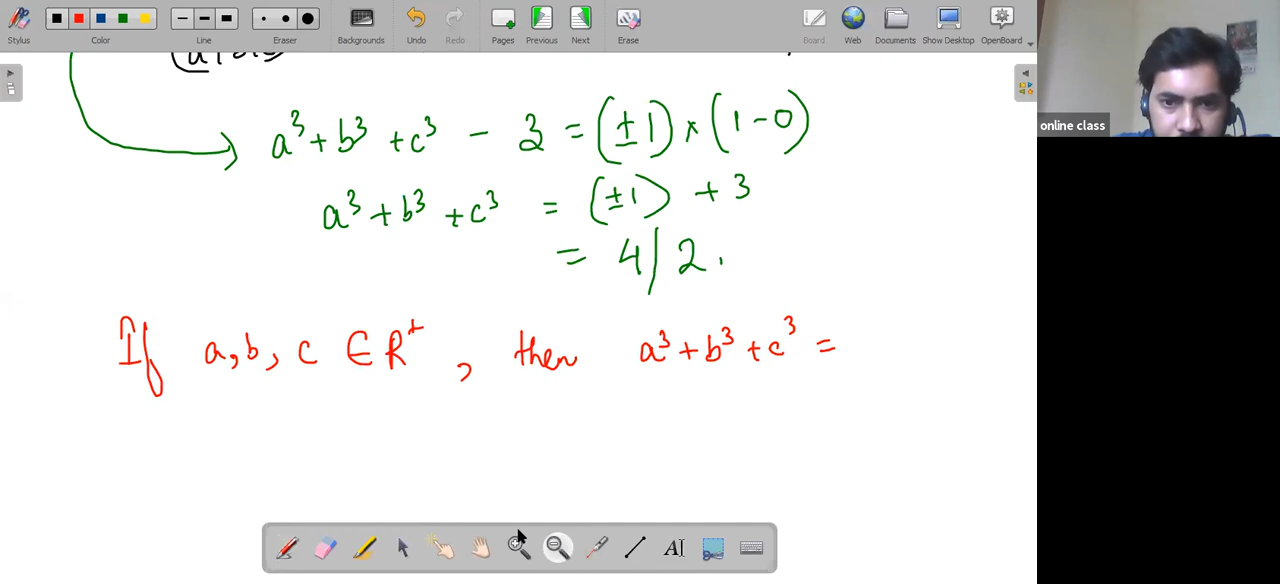 Stylus Color Line Eraser Backgrounds Undo Redo Pages Previous Next Erase Board Web Documents Show Desktop OpenBoard
online class
a³ + b³ + c³ - 3 = (±1) × (1 - 0)
a³ + b³ + c³ = (±1) + 3
= 4 / 2.
If a, b, c ∈ R⁺, then a³ + b³ + c³ =
AI